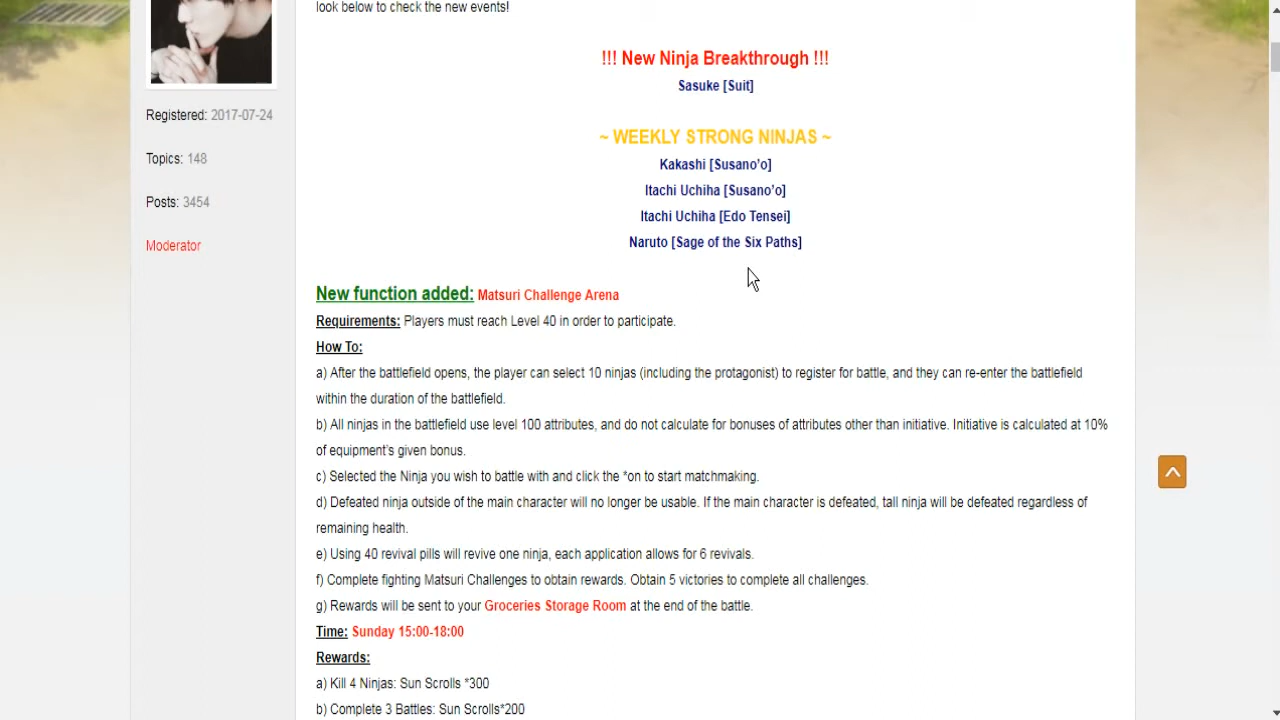 look below to check the new events!
!!! New Ninja Breakthrough !!!
Sasuke [Suit]
~ WEEKLY STRONG NINJAS ~
Kakashi [Susano’o]
Itachi Uchiha [Susano’o]
Itachi Uchiha [Edo Tensei]
Naruto [Sage of the Six Paths]
Registered: 2017-07-24
Topics: 148
Posts: 3454
Moderator
New function added: Matsuri Challenge Arena
Requirements: Players must reach Level 40 in order to participate.
How To:
a) After the battlefield opens, the player can select 10 ninjas (including the protagonist) to register for battle, and they can re-enter the battlefield
within the duration of the battlefield.
b) All ninjas in the battlefield use level 100 attributes, and do not calculate for bonuses of attributes other than initiative. Initiative is calculated at 10%
of equipment’s given bonus.
c) Selected the Ninja you wish to battle with and click the *on to start matchmaking.
d) Defeated ninja outside of the main character will no longer be usable. If the main character is defeated, tall ninja will be defeated regardless of
remaining health.
e) Using 40 revival pills will revive one ninja, each application allows for 6 revivals.
f) Complete fighting Matsuri Challenges to obtain rewards. Obtain 5 victories to complete all challenges.
g) Rewards will be sent to your Groceries Storage Room at the end of the battle.
Time: Sunday 15:00-18:00
Rewards:
a) Kill 4 Ninjas: Sun Scrolls *300
b) Complete 3 Battles: Sun Scrolls*200